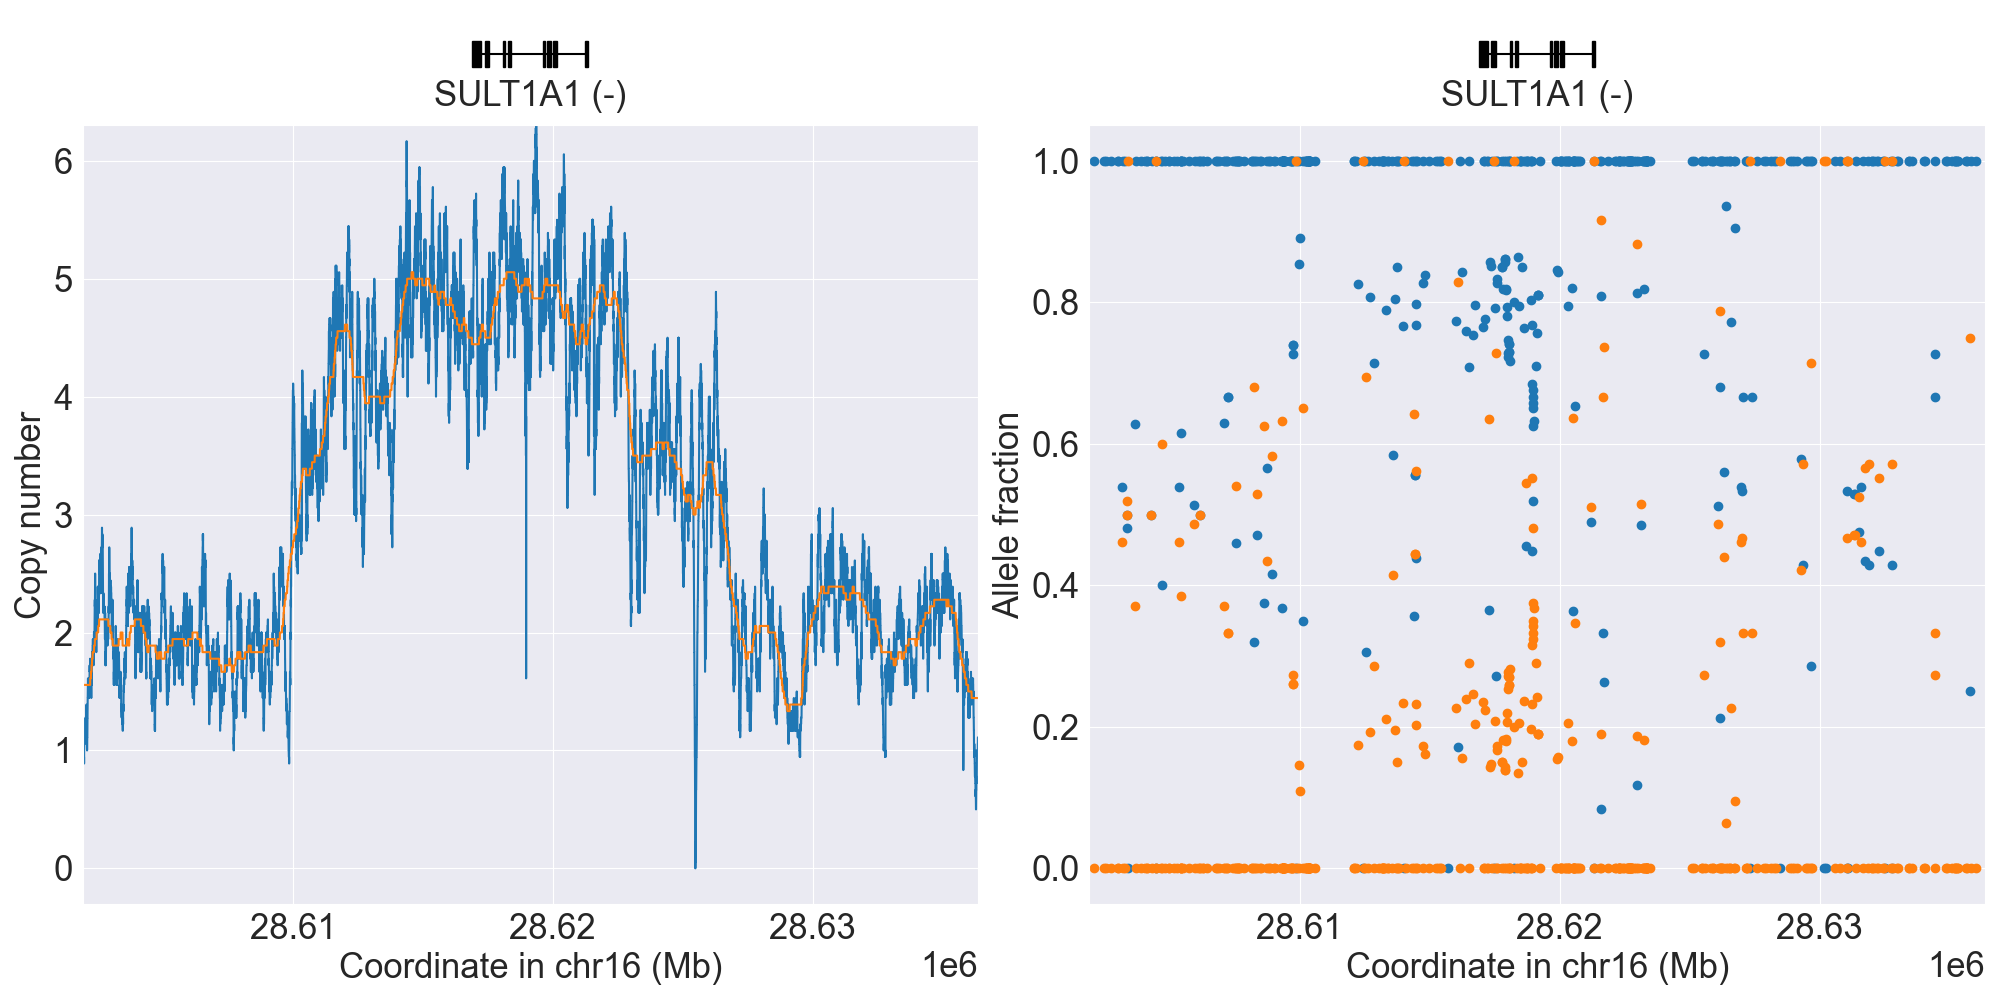 SULT1A1 (-)
Copy number
6
5
4
3
2
1
0
28.61 28.62 28.63
Coordinate in chr16 (Mb) 1e6
SULT1A1 (-)
Allele fraction
1.0
0.8
0.6
0.4
0.2
0.0
28.61 28.62 28.63
Coordinate in chr16 (Mb) 1e6